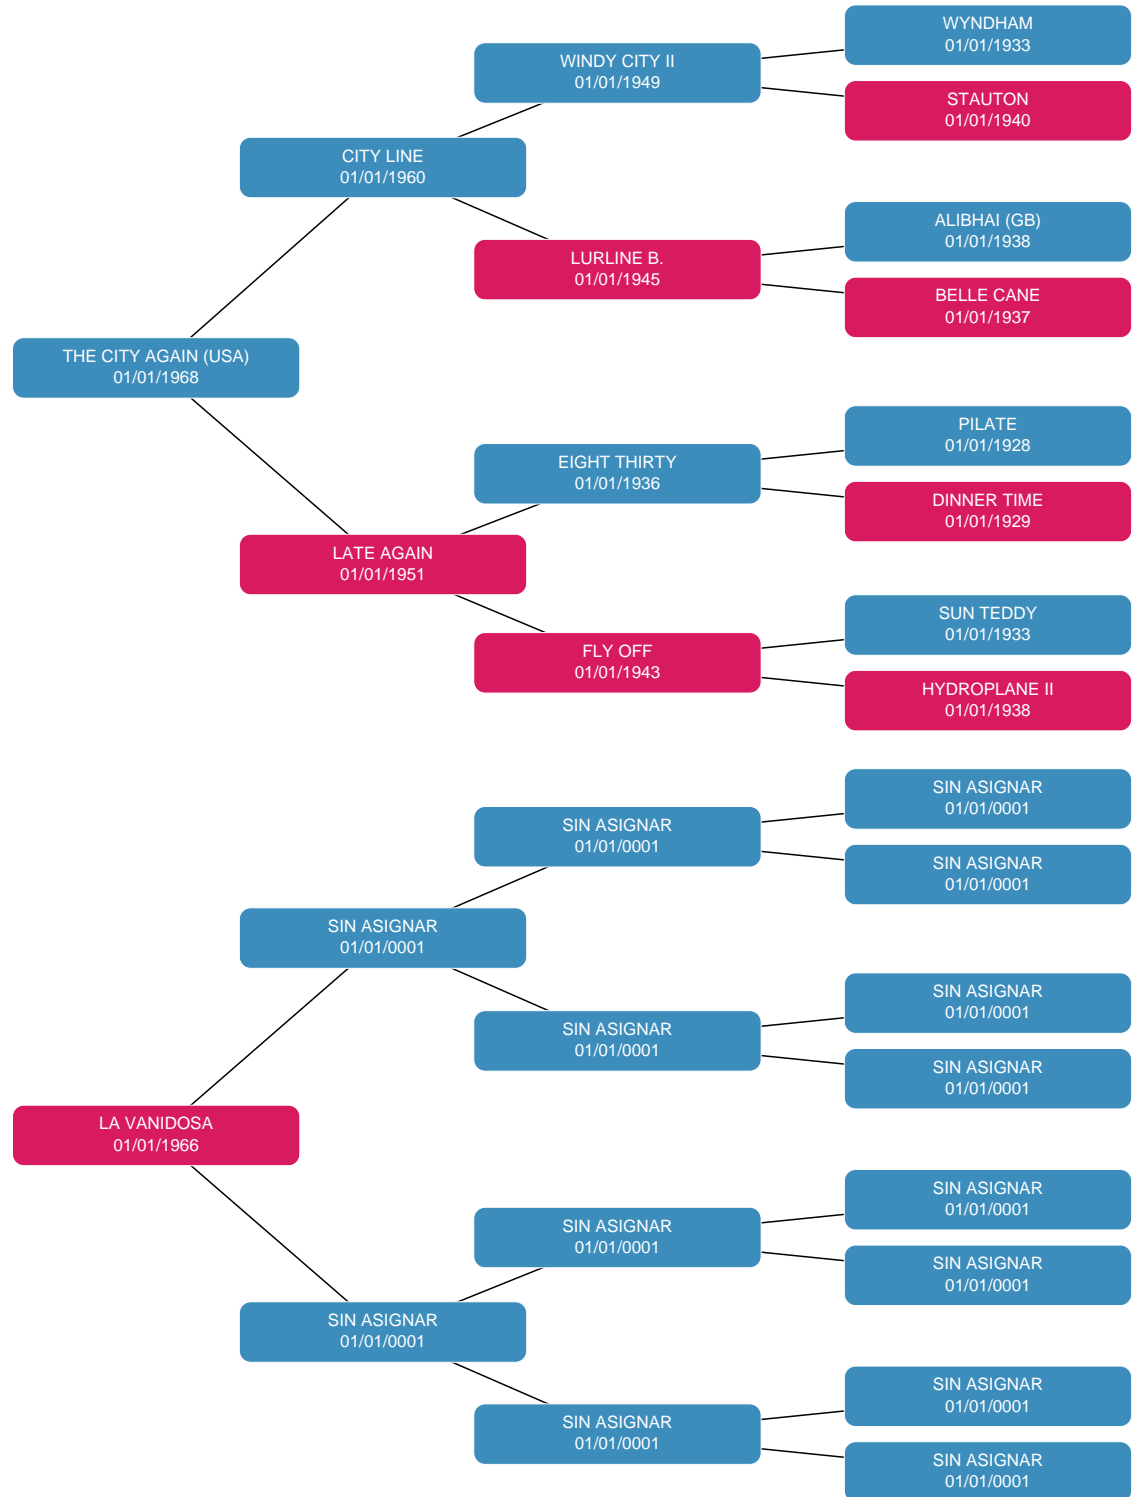 WYNDHAM
01/01/1933
WINDY CITY II
01/01/1949
STAUTON
01/01/1940
CITY LINE
01/01/1960
ALIBHAI (GB)
01/01/1938
LURLINE B.
01/01/1945
BELLE CANE
01/01/1937
THE CITY AGAIN (USA)
01/01/1968
PILATE
01/01/1928
EIGHT THIRTY
01/01/1936
DINNER TIME
01/01/1929
LATE AGAIN
01/01/1951
SUN TEDDY
01/01/1933
FLY OFF
01/01/1943
HYDROPLANE II
01/01/1938
SIN ASIGNAR
01/01/0001
SIN ASIGNAR
01/01/0001
SIN ASIGNAR
01/01/0001
SIN ASIGNAR
01/01/0001
SIN ASIGNAR
01/01/0001
SIN ASIGNAR
01/01/0001
SIN ASIGNAR
01/01/0001
LA VANIDOSA
01/01/1966
SIN ASIGNAR
01/01/0001
SIN ASIGNAR
01/01/0001
SIN ASIGNAR
01/01/0001
SIN ASIGNAR
01/01/0001
SIN ASIGNAR
01/01/0001
SIN ASIGNAR
01/01/0001
SIN ASIGNAR
01/01/0001